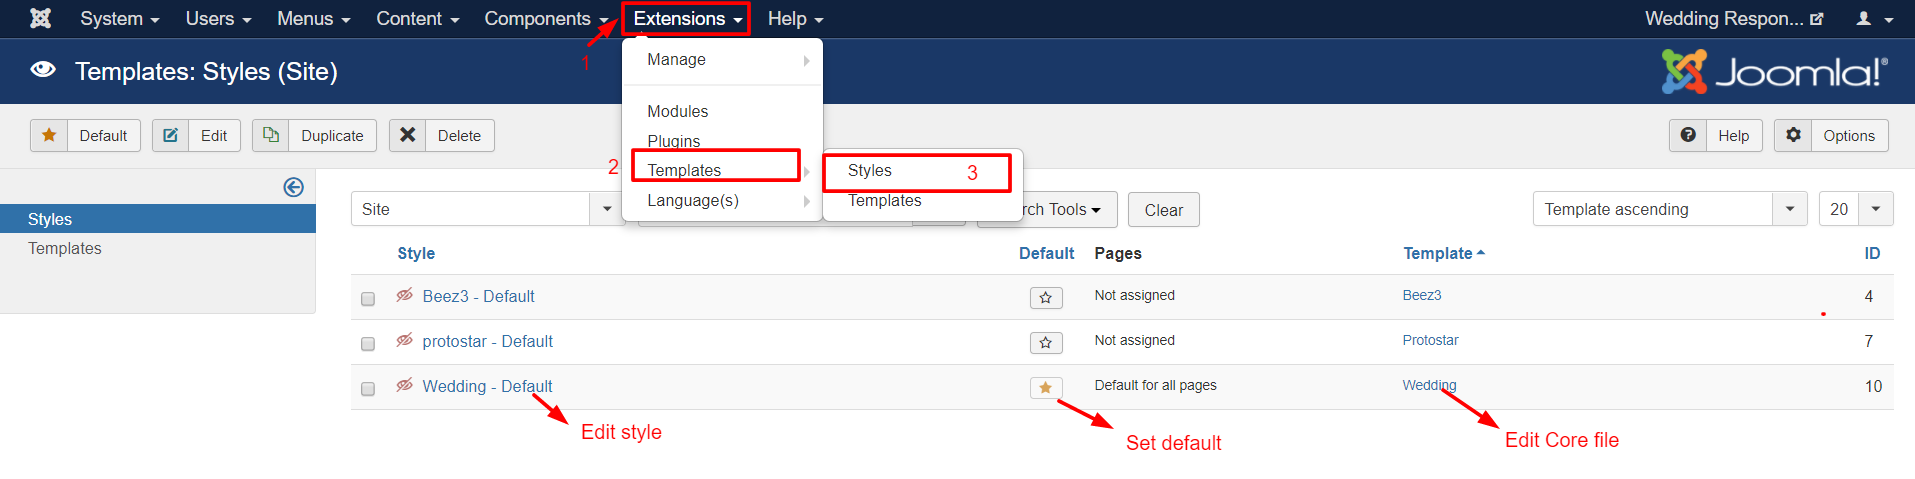 System Users Menus Content Components Extensions Help Wedding Respon...
1
Manage
Templates: Styles (Site)
Joomla!®
Modules
Default Edit Duplicate Delete Help Options
Plugins
2 Templates Styles 3
Language(s) Templates
Styles
Templates
Site rch Tools Clear Template ascending 20
Style Default Pages Template ID
Beez3 - Default Not assigned Beez3 4
protostar - Default Not assigned Protostar 7
Wedding - Default Default for all pages Wedding 10
Edit style Set default Edit Core file